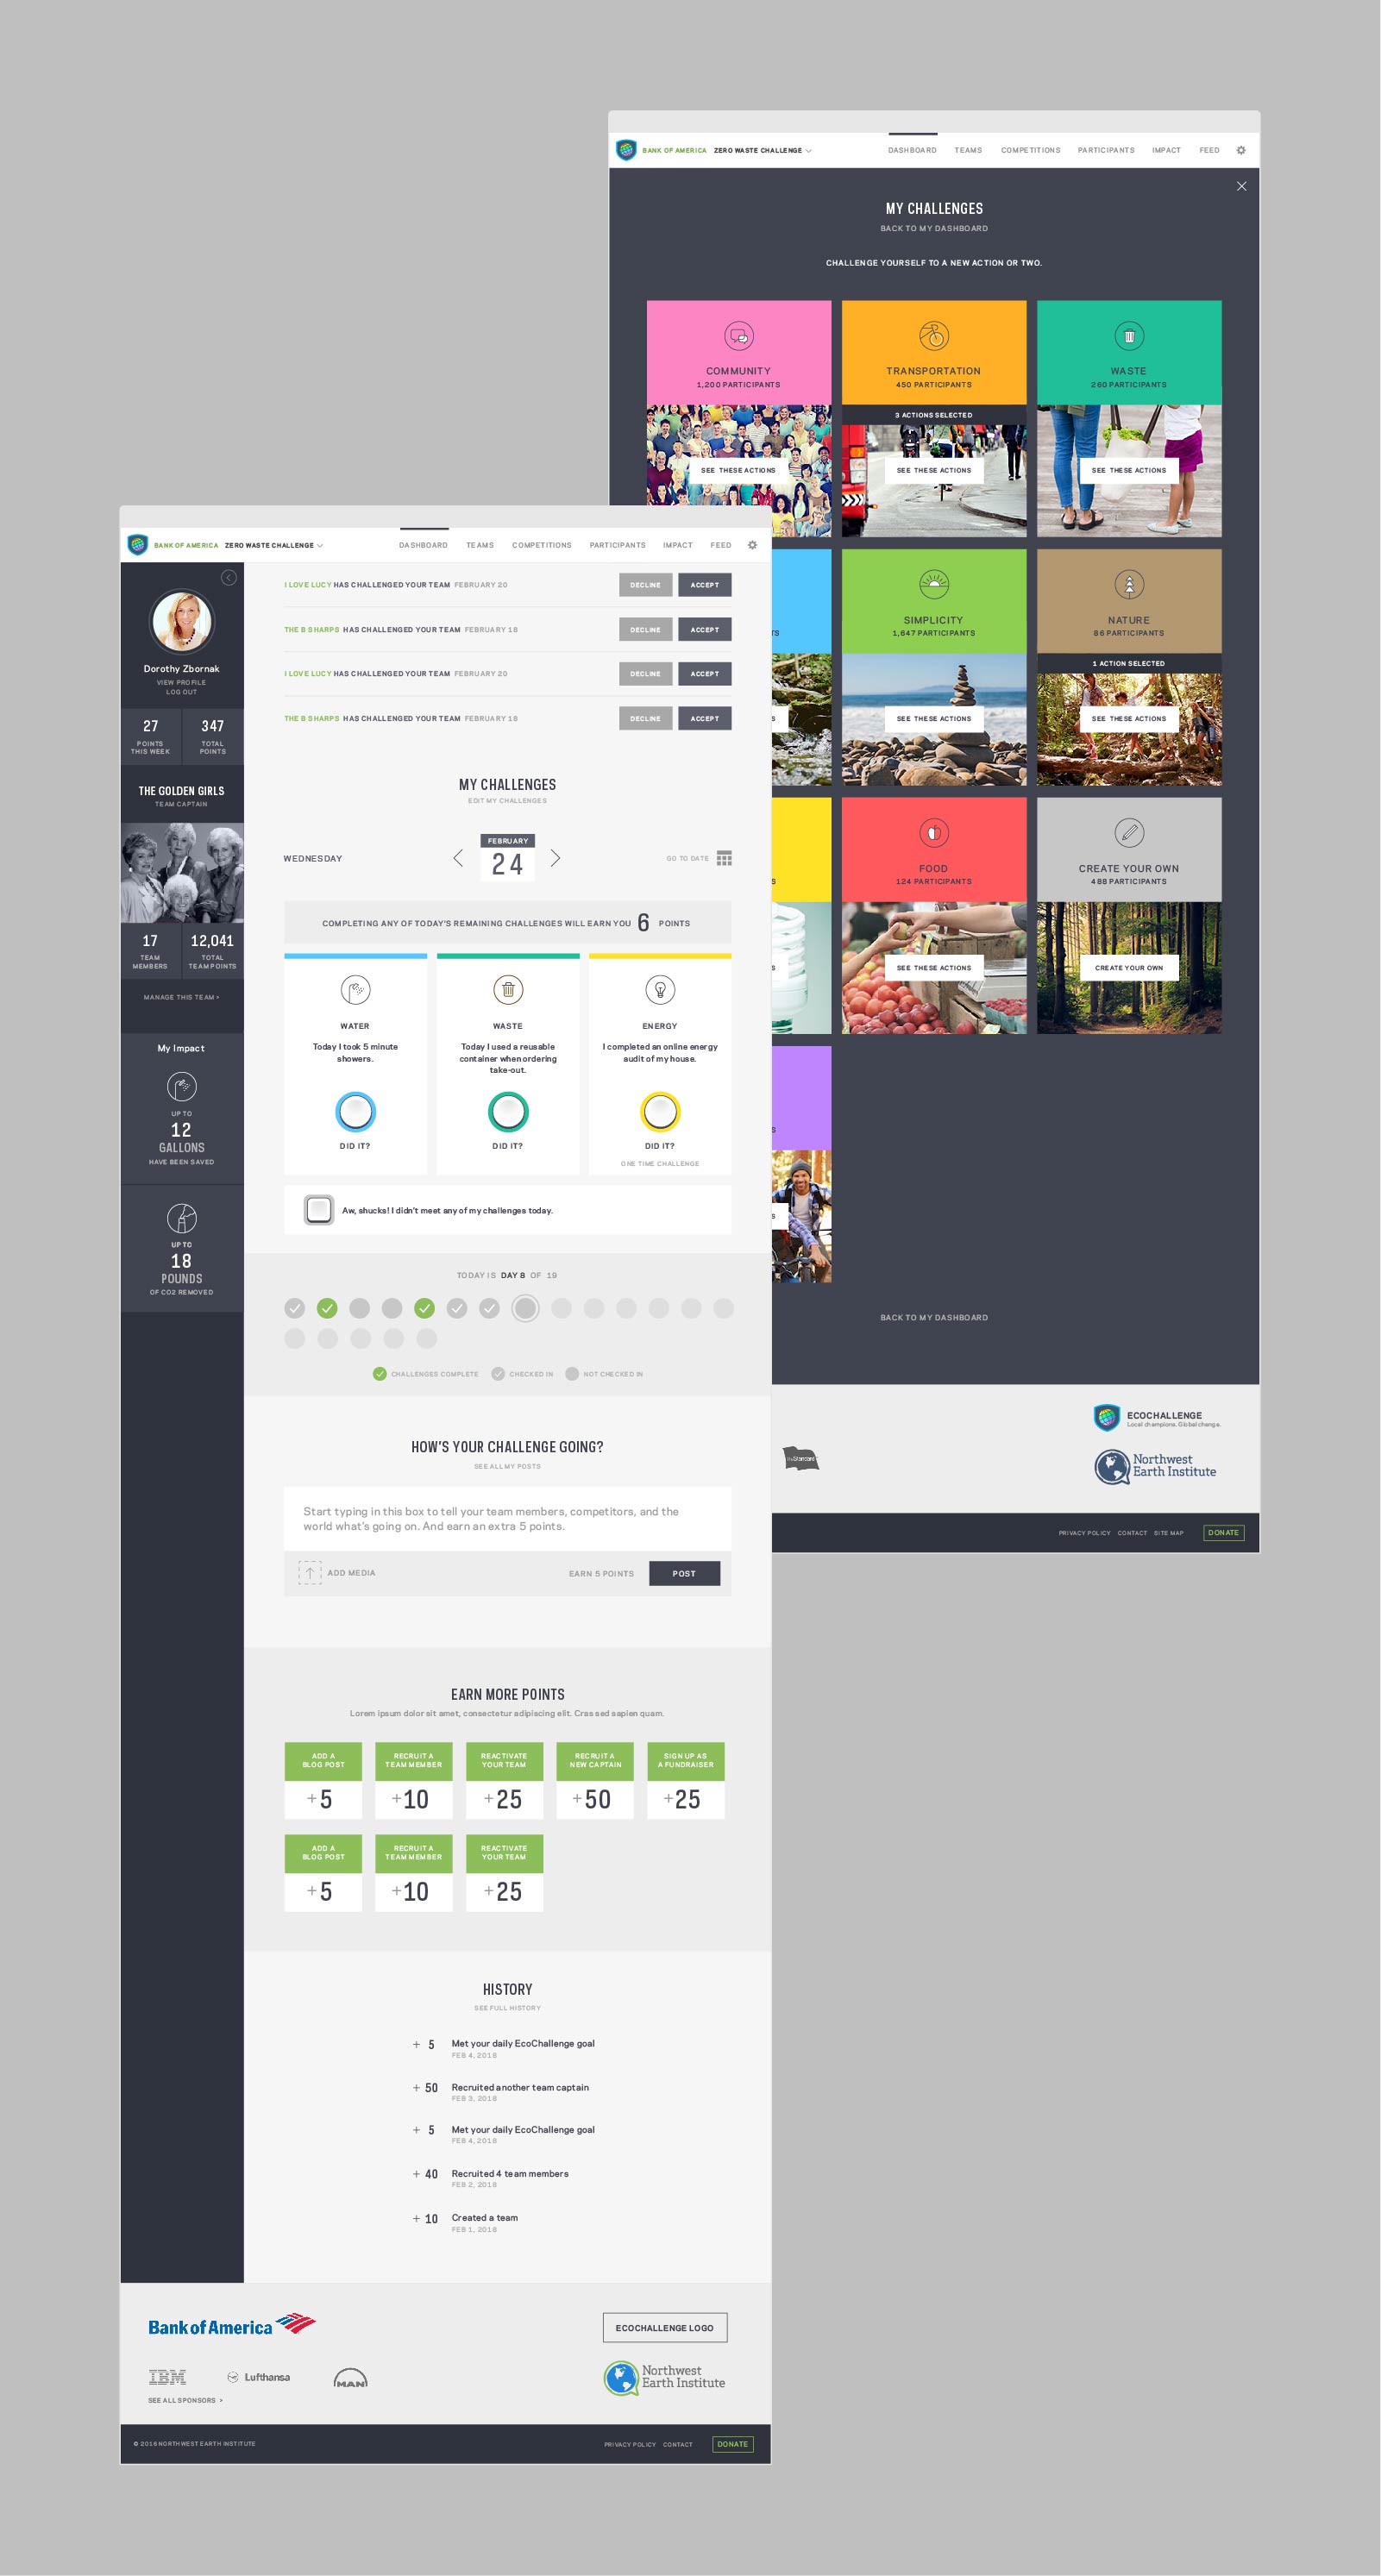 BANK OF AMERICA ZERO WASTE CHALLENGE
DASHBOARD TEAMS COMPETITIONS PARTICIPANTS IMPACT FEED
MY CHALLENGES
BACK TO MY DASHBOARD
CHALLENGE YOURSELF TO A NEW ACTION OR TWO.
COMMUNITY
1,200 PARTICIPANTS
SEE THESE ACTIONS
TRANSPORTATION
450 PARTICIPANTS
3 ACTIONS SELECTED
SEE THESE ACTIONS
WASTE
260 PARTICIPANTS
SEE THESE ACTIONS
SIMPLICITY
1,647 PARTICIPANTS
SEE THESE ACTIONS
NATURE
86 PARTICIPANTS
1 ACTION SELECTED
SEE THESE ACTIONS
FOOD
124 PARTICIPANTS
SEE THESE ACTIONS
CREATE YOUR OWN
488 PARTICIPANTS
CREATE YOUR OWN
BACK TO MY DASHBOARD
ECOCHALLENGE
Local champions. Global change.
Northwest
Earth Institute
PRIVACY POLICY CONTACT SITE MAP DONATE
BANK OF AMERICA ZERO WASTE CHALLENGE
DASHBOARD TEAMS COMPETITIONS PARTICIPANTS IMPACT FEED
Dorothy Zbornak
VIEW PROFILE
LOG OUT
27
POINTS
THIS WEEK
347
TOTAL
POINTS
THE GOLDEN GIRLS
TEAM CAPTAIN
17
TEAM
MEMBERS
12,041
TOTAL
TEAM POINTS
MANAGE THIS TEAM >
My Impact
UP TO
12
GALLONS
HAVE BEEN SAVED
UP TO
18
POUNDS
OF CO2 REMOVED
I LOVE LUCY HAS CHALLENGED YOUR TEAM FEBRUARY 20 DECLINE ACCEPT
THE B SHARPS HAS CHALLENGED YOUR TEAM FEBRUARY 18 DECLINE ACCEPT
I LOVE LUCY HAS CHALLENGED YOUR TEAM FEBRUARY 20 DECLINE ACCEPT
THE B SHARPS HAS CHALLENGED YOUR TEAM FEBRUARY 18 DECLINE ACCEPT
MY CHALLENGES
EDIT MY CHALLENGES
WEDNESDAY
FEBRUARY
24
GO TO DATE
COMPLETING ANY OF TODAY'S REMAINING CHALLENGES WILL EARN YOU 6 POINTS
WATER
Today I took 5 minute
showers.
DID IT?
WASTE
Today I used a reusable
container when ordering
take-out.
DID IT?
ENERGY
I completed an online energy
audit of my house.
DID IT?
ONE TIME CHALLENGE
Aw, shucks! I didn't meet any of my challenges today.
TODAY IS DAY 8 OF 19
CHALLENGES COMPLETE CHECKED IN NOT CHECKED IN
HOW'S YOUR CHALLENGE GOING?
SEE ALL MY POSTS
Start typing in this box to tell your team members, competitors, and the
world what's going on. And earn an extra 5 points.
ADD MEDIA EARN 5 POINTS POST
EARN MORE POINTS
Lorem ipsum dolor sit amet, consectetur adipiscing elit. Cras sed sapien quam.
ADD A
BLOG POST
+5
RECRUIT A
TEAM MEMBER
+10
REACTIVATE
YOUR TEAM
+25
RECRUIT A
NEW CAPTAIN
+50
SIGN UP AS
A FUNDRAISER
+25
ADD A
BLOG POST
+5
RECRUIT A
TEAM MEMBER
+10
REACTIVATE
YOUR TEAM
+25
HISTORY
SEE FULL HISTORY
+ 5 Met your daily EcoChallenge goal
FEB 4, 2018
+ 50 Recruited another team captain
FEB 3, 2018
+ 5 Met your daily EcoChallenge goal
FEB 4, 2018
+ 40 Recruited 4 team members
FEB 2, 2018
+ 10 Created a team
FEB 1, 2018
Bank of America
IBM Lufthansa MAN
SEE ALL SPONSORS >
ECOCHALLENGE LOGO
Northwest
Earth Institute
© 2018 NORTHWEST EARTH INSTITUTE
PRIVACY POLICY CONTACT DONATE